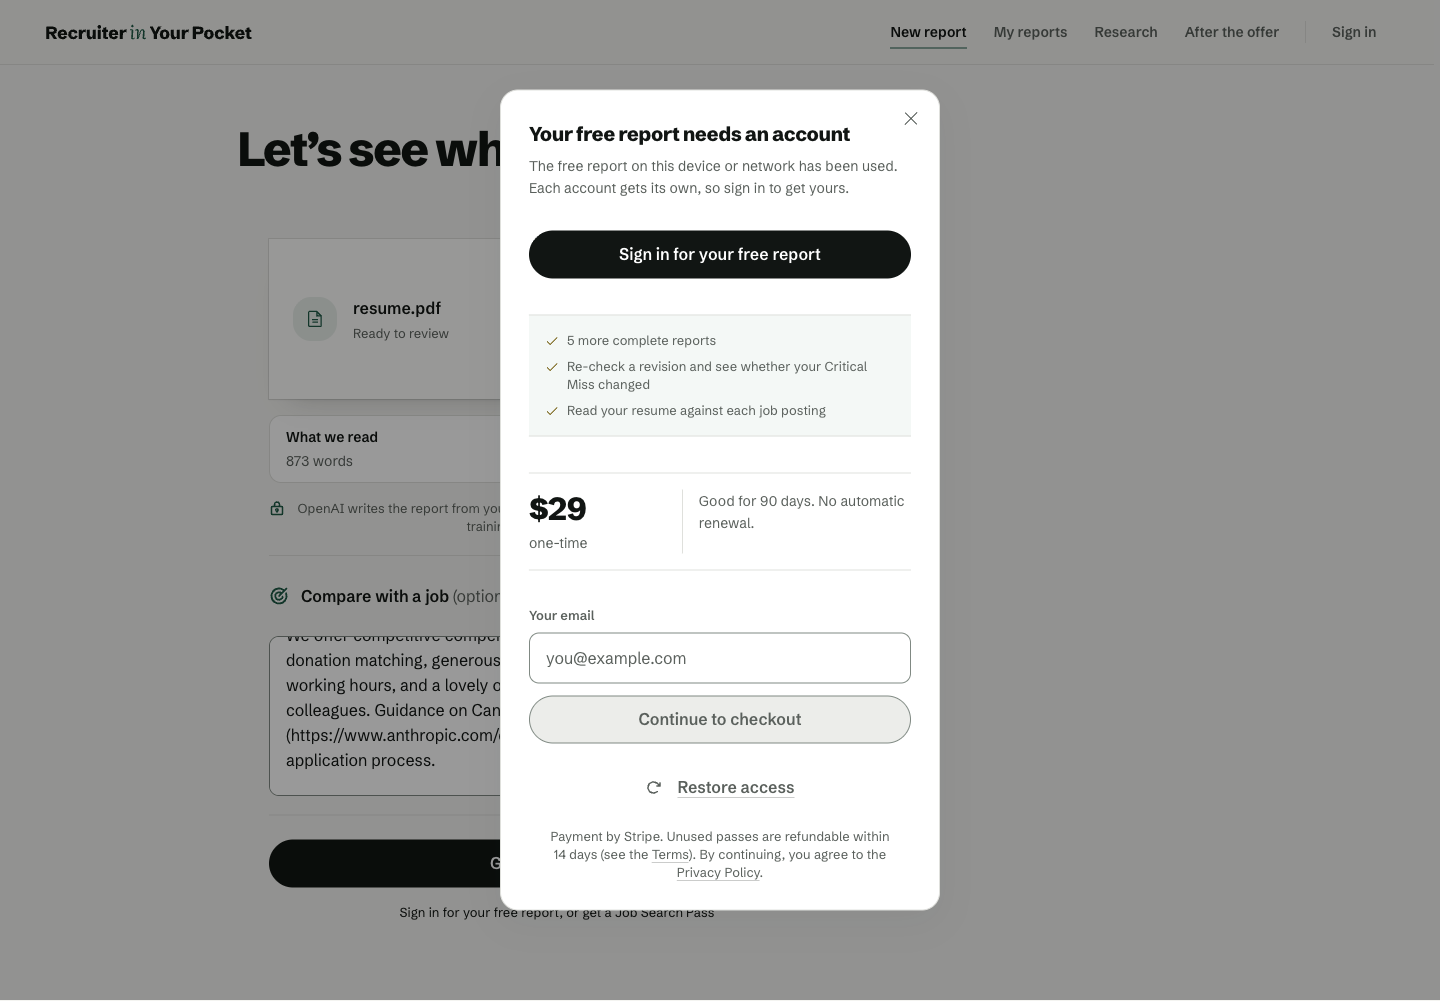 Recruiter in Your Pocket
New report
My reports
Research
After the offer
Sign in
Let's see
resume.pdf
Ready to review
What we read
873 words
OpenAI writes the report from
Compare with a job
We offer competitive
donation matching, generous
working hours, and a lovely
colleagues. Guidance on
(https://www.anthropic.com/
application process.
Sign in for your free report, or get a Job Search Pass
Your free report needs an account
The free report on this device or network has been used.
Each account gets its own, so sign in to get yours.
Sign in for your free report
5 more complete reports
Re-check a revision and see whether your Critical
Miss changed
Read your resume against each job posting
$29
one-time
Good for 90 days. No automatic
renewal.
Your email
you@example.com
Continue to checkout
Restore access
Payment by Stripe. Unused passes are refundable within
14 days (see the Terms). By continuing, you agree to the
Privacy Policy.